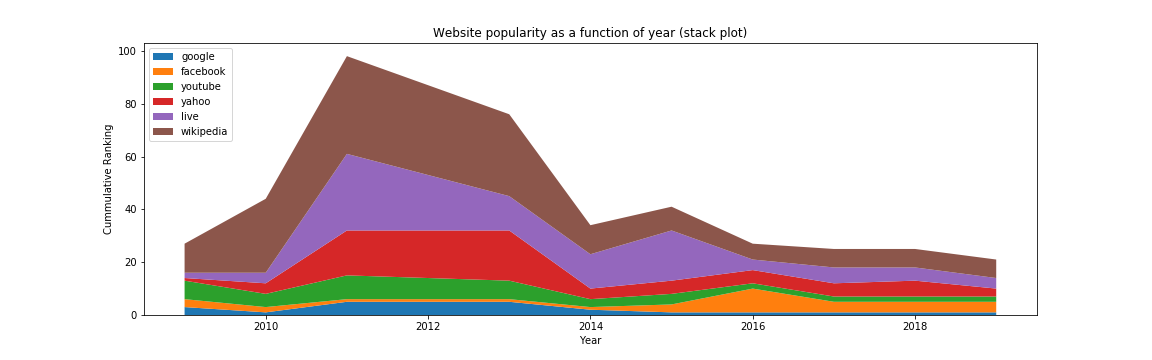 Website popularity as a function of year (stack plot)
100
80
60
40
20
0
Cummulative Ranking
google
facebook
youtube
yahoo
live
wikipedia
2010 2012 2014 2016 2018
Year